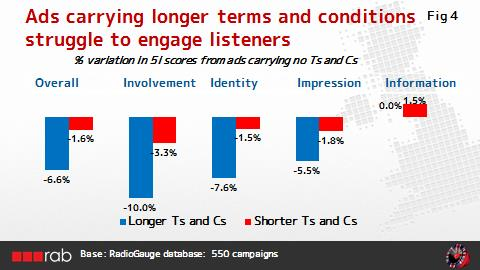 Ads carrying longer terms and conditions
struggle to engage listeners
Fig 4
% variation in 5I scores from ads carrying no Ts and Cs
Overall
Involvement
Identity
Impression
Information
0.0%
1.5%
-1.6%
-3.3%
-1.5%
-1.8%
-6.6%
-10.0%
-7.6%
-5.5%
Longer Ts and Cs
Shorter Ts and Cs
rab
Base: RadioGauge database: 550 campaigns